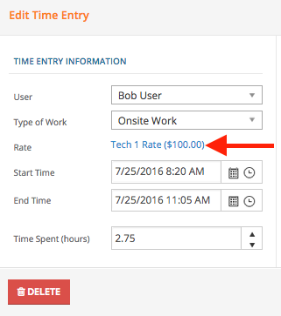 Edit Time Entry
TIME ENTRY INFORMATION
User Bob User
Type of Work Onsite Work
Rate Tech 1 Rate ($100.00)
Start Time 7/25/2016 8:20 AM
End Time 7/25/2016 11:05 AM
Time Spent (hours) 2.75
DELETE